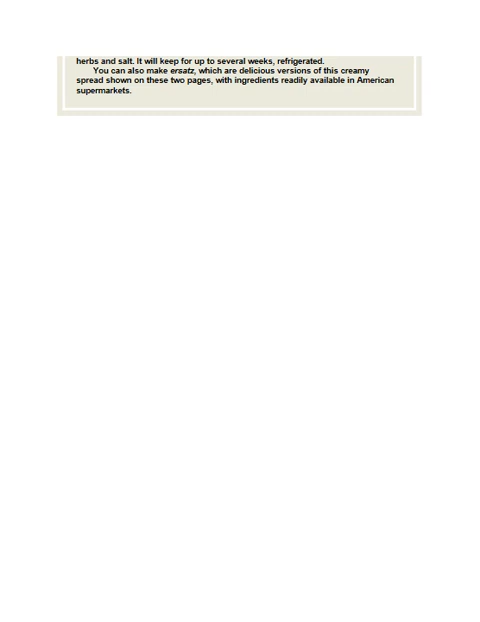 herbs and salt. It will keep for up to several weeks, refrigerated.
You can also make ersatz, which are delicious versions of this creamy
spread shown on these two pages, with ingredients readily available in American
supermarkets.